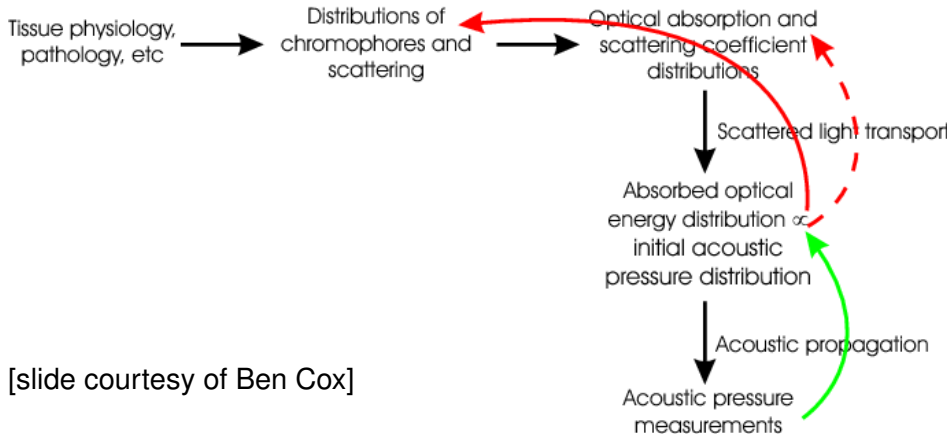 Tissue physiology,
pathology, etc
Distributions of
chromophores and
scattering
Optical absorption and
scattering coefficient
distributions
Scattered light transport
Absorbed optical
energy distribution ∝
initial acoustic
pressure distribution
Acoustic propagation
Acoustic pressure
measurements
[slide courtesy of Ben Cox]